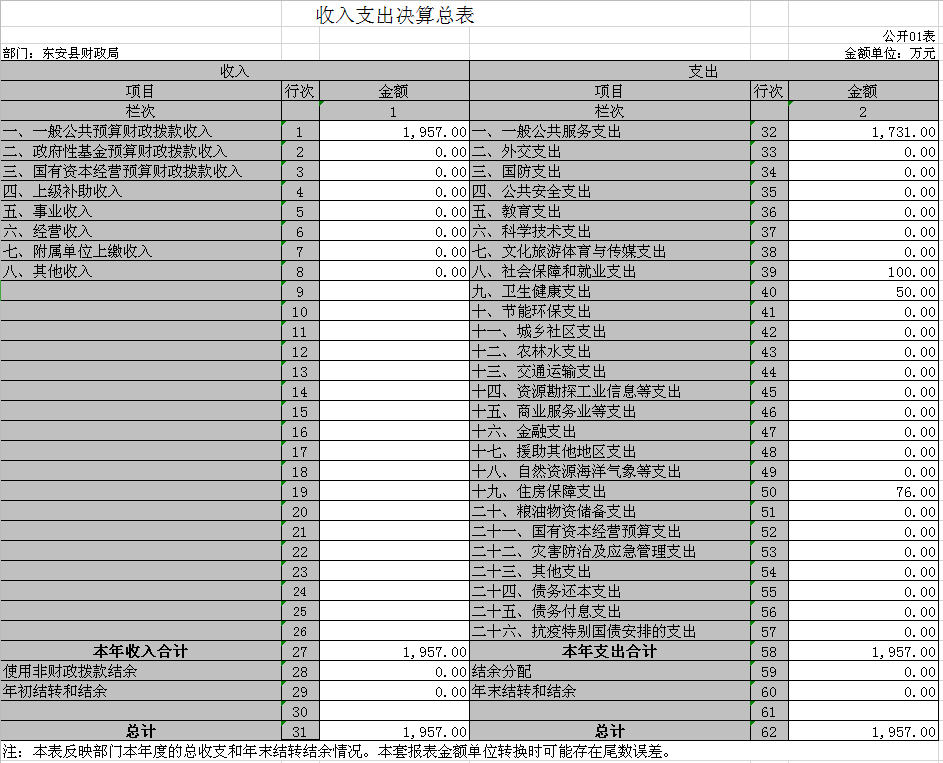 收入支出决算总表
公开01表
部门：东安县财政局 金额单位：万元
收入 支出
项目 行次 金额 项目 行次 金额
栏次 1 栏次 2
一、一般公共预算财政拨款收入 1 1,957.00 一、一般公共服务支出 32 1,731.00
二、政府性基金预算财政拨款收入 2 0.00 二、外交支出 33 0.00
三、国有资本经营预算财政拨款收入 3 0.00 三、国防支出 34 0.00
四、上级补助收入 4 0.00 四、公共安全支出 35 0.00
五、事业收入 5 0.00 五、教育支出 36 0.00
六、经营收入 6 0.00 六、科学技术支出 37 0.00
七、附属单位上缴收入 7 0.00 七、文化旅游体育与传媒支出 38 0.00
八、其他收入 8 0.00 八、社会保障和就业支出 39 100.00
9 九、卫生健康支出 40 50.00
10 十、节能环保支出 41 0.00
11 十一、城乡社区支出 42 0.00
12 十二、农林水支出 43 0.00
13 十三、交通运输支出 44 0.00
14 十四、资源勘探工业信息等支出 45 0.00
15 十五、商业服务业等支出 46 0.00
16 十六、金融支出 47 0.00
17 十七、援助其他地区支出 48 0.00
18 十八、自然资源海洋气象等支出 49 0.00
19 十九、住房保障支出 50 76.00
20 二十、粮油物资储备支出 51 0.00
21 二十一、国有资本经营预算支出 52 0.00
22 二十二、灾害防治及应急管理支出 53 0.00
23 二十三、其他支出 54 0.00
24 二十四、债务还本支出 55 0.00
25 二十五、债务付息支出 56 0.00
26 二十六、抗疫特别国债安排的支出 57 0.00
本年收入合计 27 1,957.00 本年支出合计 58 1,957.00
使用非财政拨款结余 28 0.00 结余分配 59 0.00
年初结转和结余 29 0.00 年末结转和结余 60 0.00
30 61
总计 31 1,957.00 总计 62 1,957.00
注：本表反映部门本年度的总收支和年末结转结余情况。本套报表金额单位转换时可能存在尾数误差。